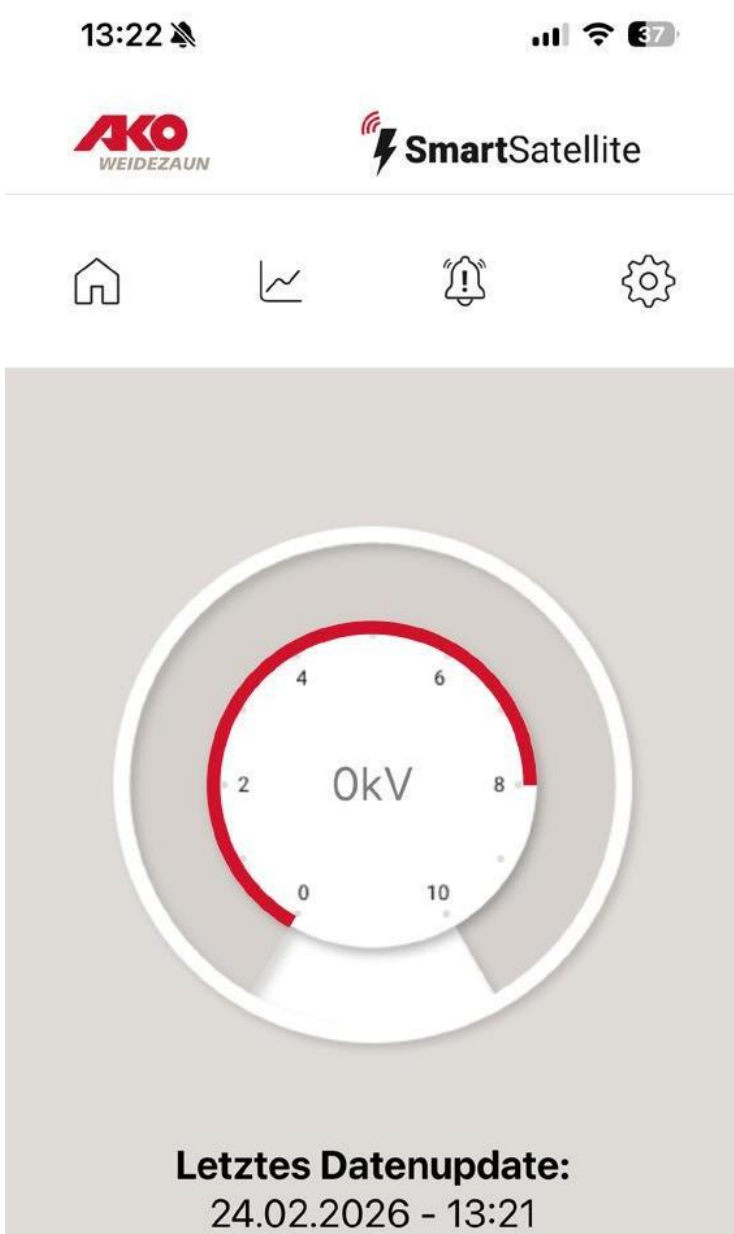 13:22
37
AKO
WEIDEZAUN
SmartSatellite
4 6
2 0kV 8
0 10
Letztes Datenupdate:
24.02.2026 - 13:21